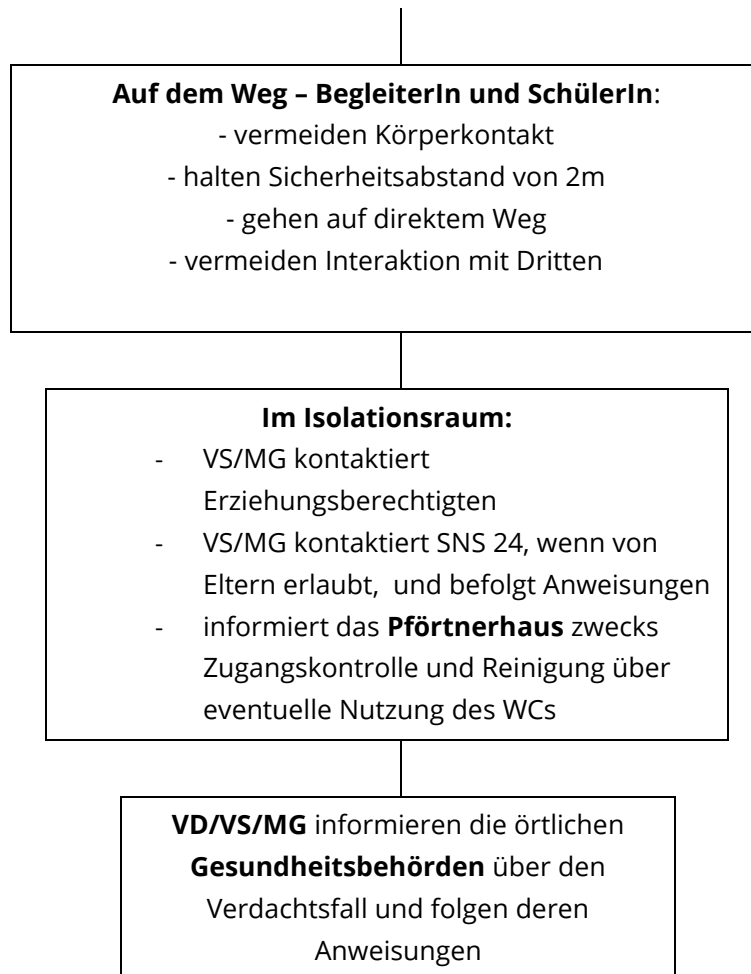 Auf dem Weg – BegleiterIn und SchülerIn:
- vermeiden Körperkontakt
- halten Sicherheitsabstand von 2m
- gehen auf direktem Weg
- vermeiden Interaktion mit Dritten
Im Isolationsraum:
- VS/MG kontaktiert
Erziehungsberechtigten
- VS/MG kontaktiert SNS 24, wenn von
Eltern erlaubt, und befolgt Anweisungen
- informiert das Pförtnerhaus zwecks
Zugangskontrolle und Reinigung über
eventuelle Nutzung des WCs
VD/VS/MG informieren die örtlichen
Gesundheitsbehörden über den
Verdachtsfall und folgen deren
Anweisungen